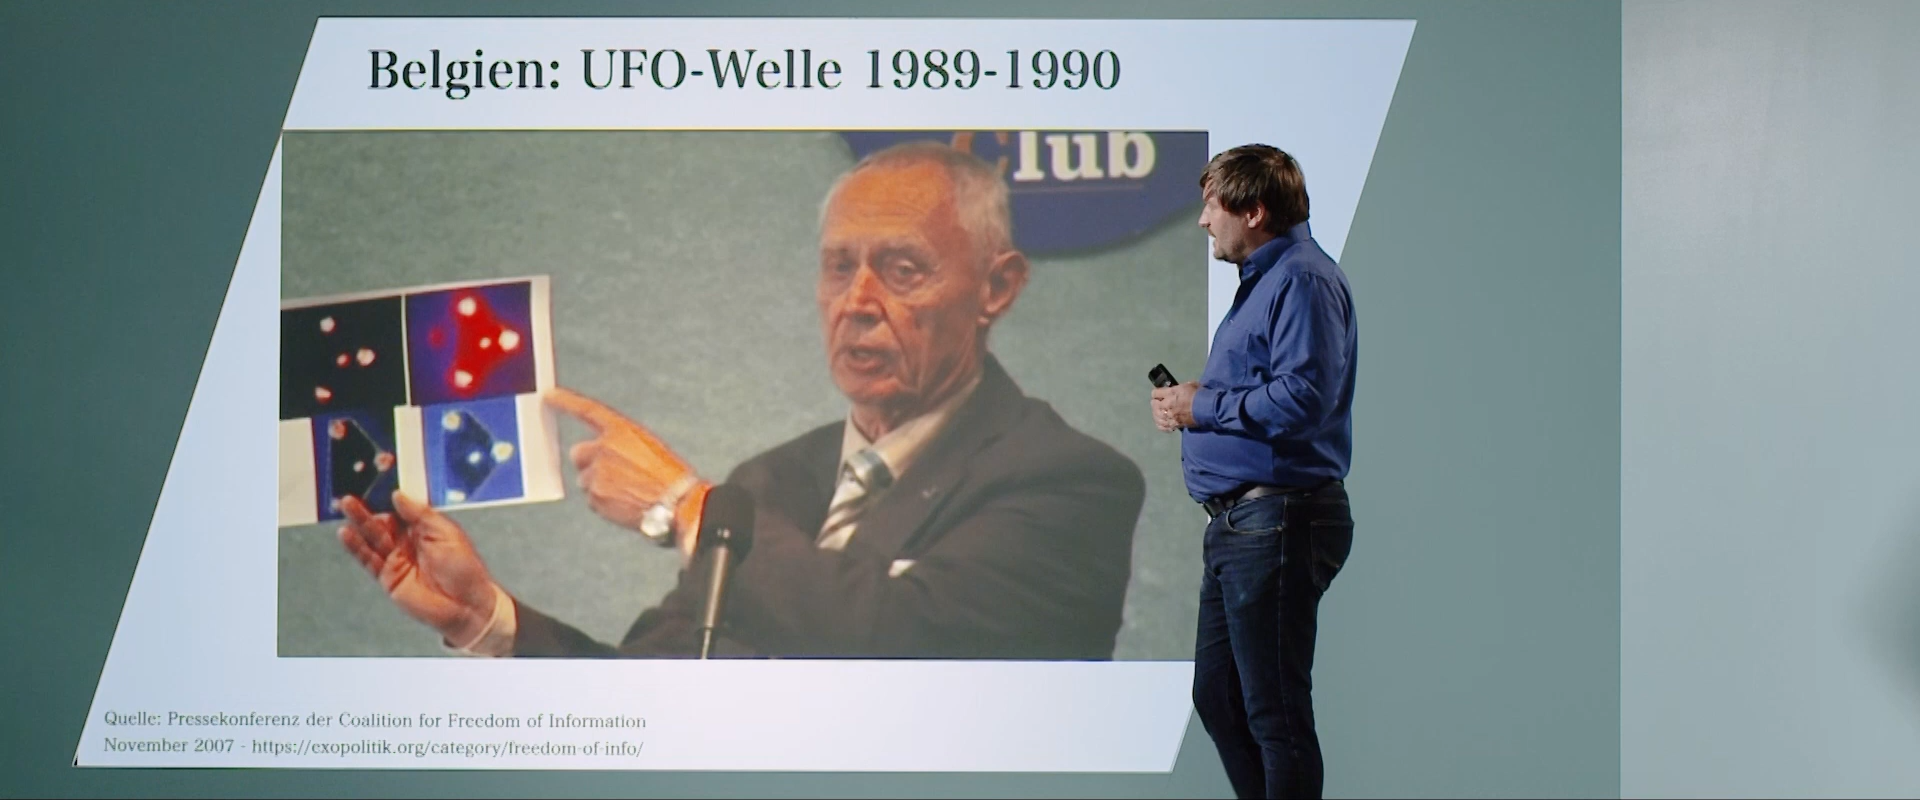 Belgien: UFO-Welle 1989-1990
Club
Quelle: Pressekonferenz der Coalition for Freedom of Information
November 2007 - https://exopolitik.org/category/freedom-of-info/